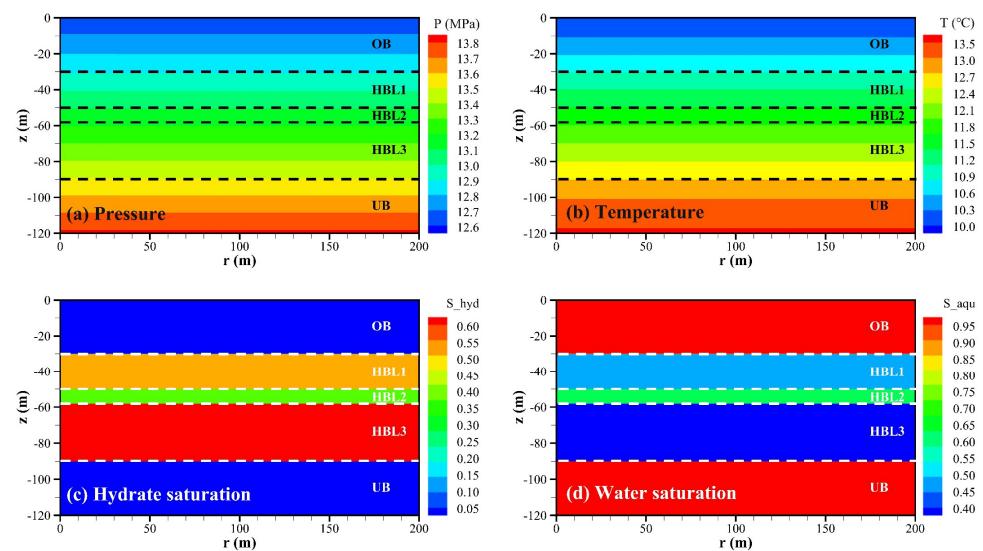 P (MPa)
0
-20
-40
-60
-80
-100
-120
z (m)
OB
HBL1
HBL2
HBL3
UB
(a) Pressure
0
50
100
150
200
r (m)
13.8
13.7
13.6
13.4
13.3
13.2
13.1
13.0
12.9
12.8
12.7
12.6
T (℃)
0
-20
-40
-60
-80
-100
-120
z (m)
OB
HBL1
HBL2
HBL3
UB
(b) Temperature
0
50
100
150
200
r (m)
13.5
13.0
12.7
12.4
12.1
11.8
11.5
11.2
10.9
10.6
10.3
10.0
S_hyd
0
-20
-40
-60
-80
-100
-120
z (m)
OB
HBL1
HBL2
HBL3
UB
(c) Hydrate saturation
0
50
100
150
200
r (m)
0.60
0.55
0.50
0.45
0.40
0.35
0.30
0.25
0.20
0.15
0.10
0.05
S_aqu
0
-20
-40
-60
-80
-100
-120
z (m)
OB
HBL1
HBL2
HBL3
UB
(d) Water saturation
0
50
100
150
200
r (m)
0.95
0.90
0.85
0.80
0.75
0.70
0.65
0.60
0.55
0.50
0.45
0.40